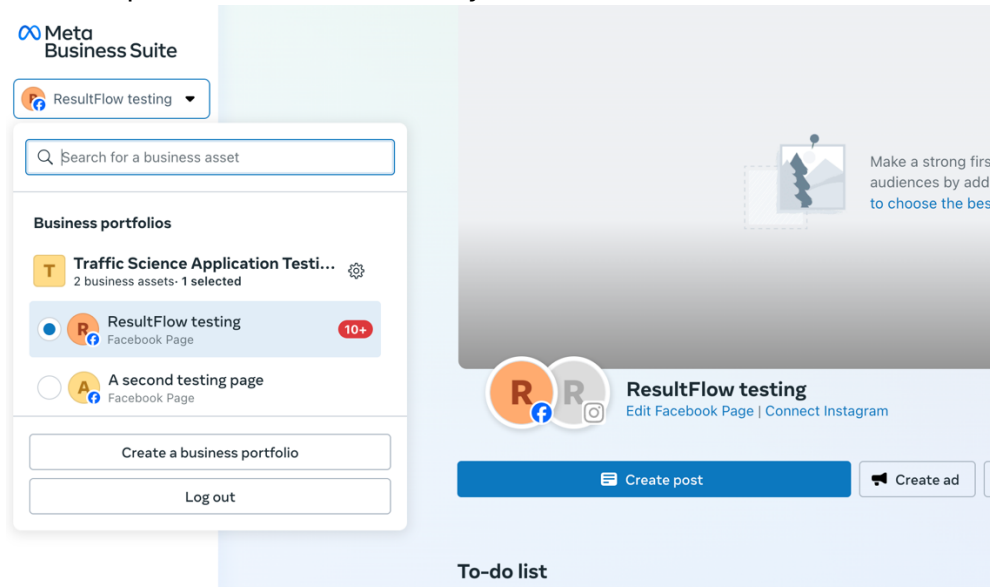 Meta
Business Suite
ResultFlow testing
Search for a business asset
Business portfolios
T
Traffic Science Application Testi...
2 business assets· 1 selected
R
ResultFlow testing
Facebook Page
10+
A
A second testing page
Facebook Page
Create a business portfolio
Log out
Make a strong firs
audiences by add
to choose the bes
R
R
ResultFlow testing
Edit Facebook Page | Connect Instagram
Create post
Create ad
To-do list